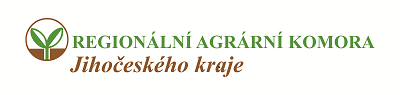 REGIONÁLNÍ AGRÁRNÍ KOMORA
Jihočeského kraje